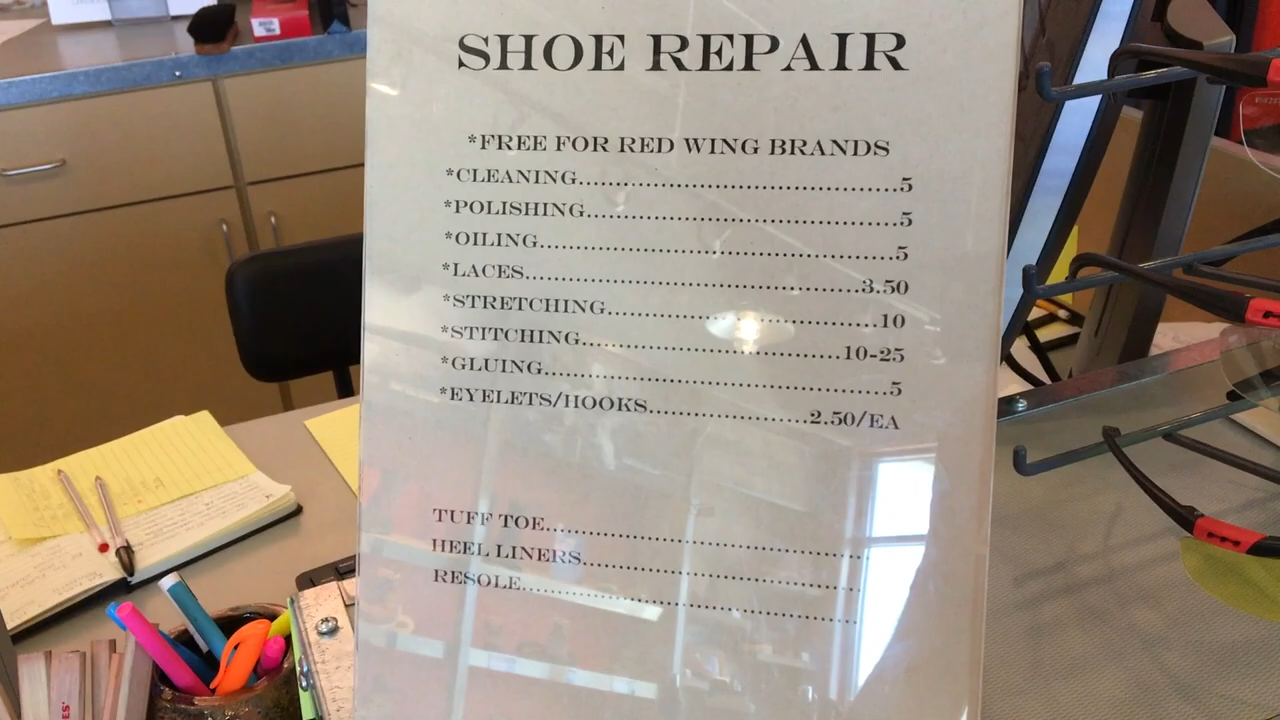 SHOE REPAIR
*FREE FOR RED WING BRANDS
*CLEANING..............................................5
*POLISHING.............................................5
*OILING...................................................5
*LACES................................................3.50
*STRETCHING.......................................10
*STITCHING.....................................10-25
*GLUING..................................................5
*EYELETS/HOOKS.......................2.50/EA
TUFF TOE.............................................
HEEL LINERS........................................
RESOLE................................................